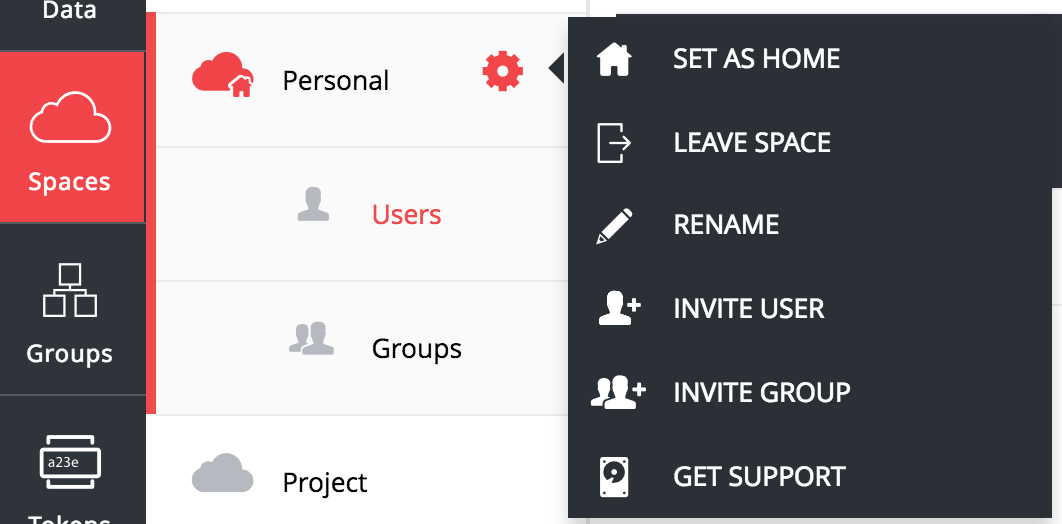 Data
Spaces
Groups
a23e
Tokens
Personal
Users
Groups
Project
SET AS HOME
LEAVE SPACE
RENAME
INVITE USER
INVITE GROUP
GET SUPPORT